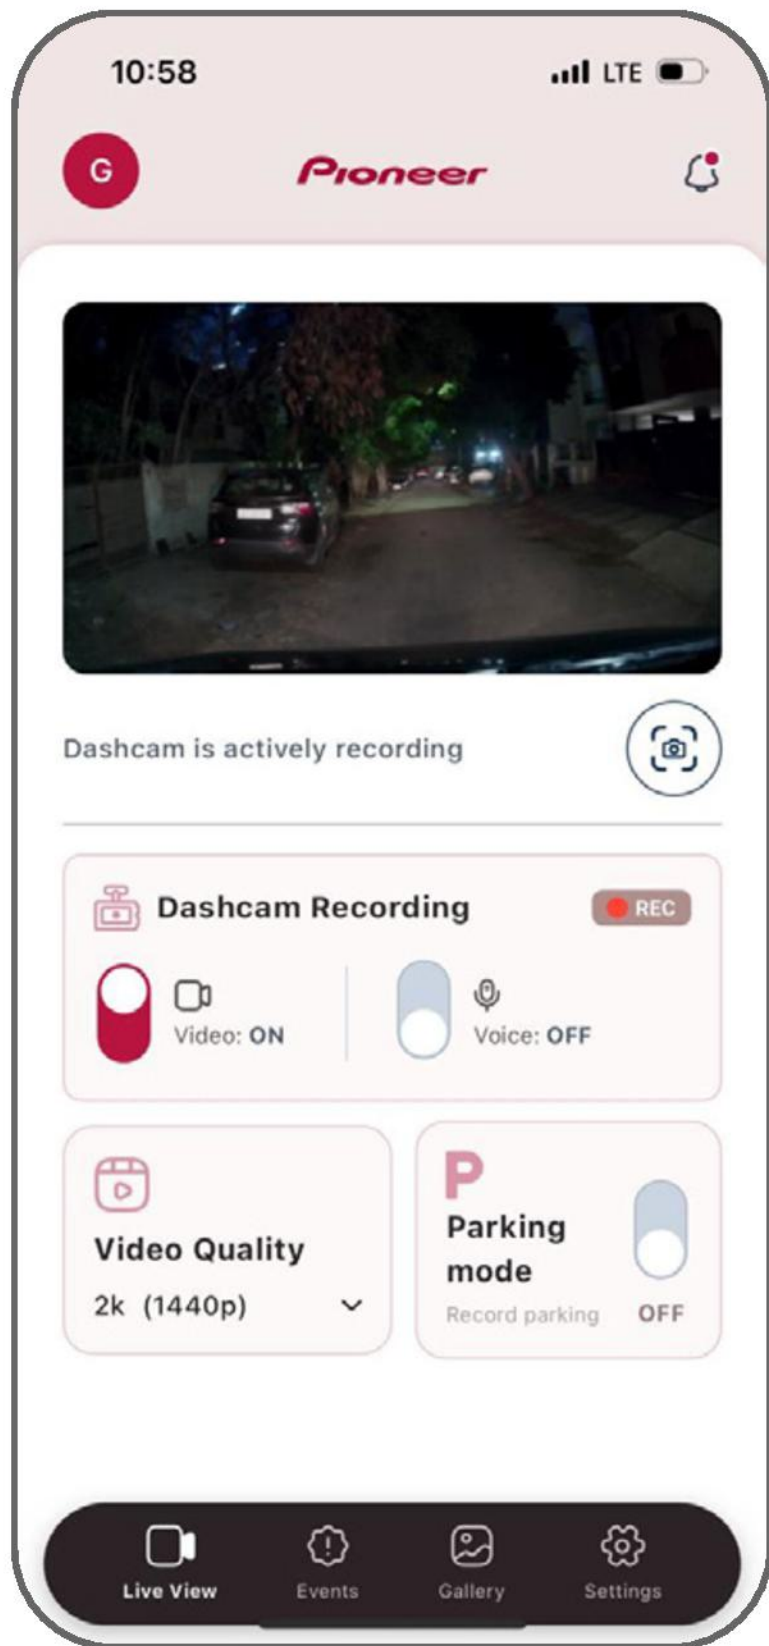 10:58
LTE
G
Pioneer
Dashcam is actively recording
Dashcam Recording
REC
Video: ON
Voice: OFF
Video Quality
2k (1440p)
P
Parking
mode
Record parking
OFF
Live View
Events
Gallery
Settings